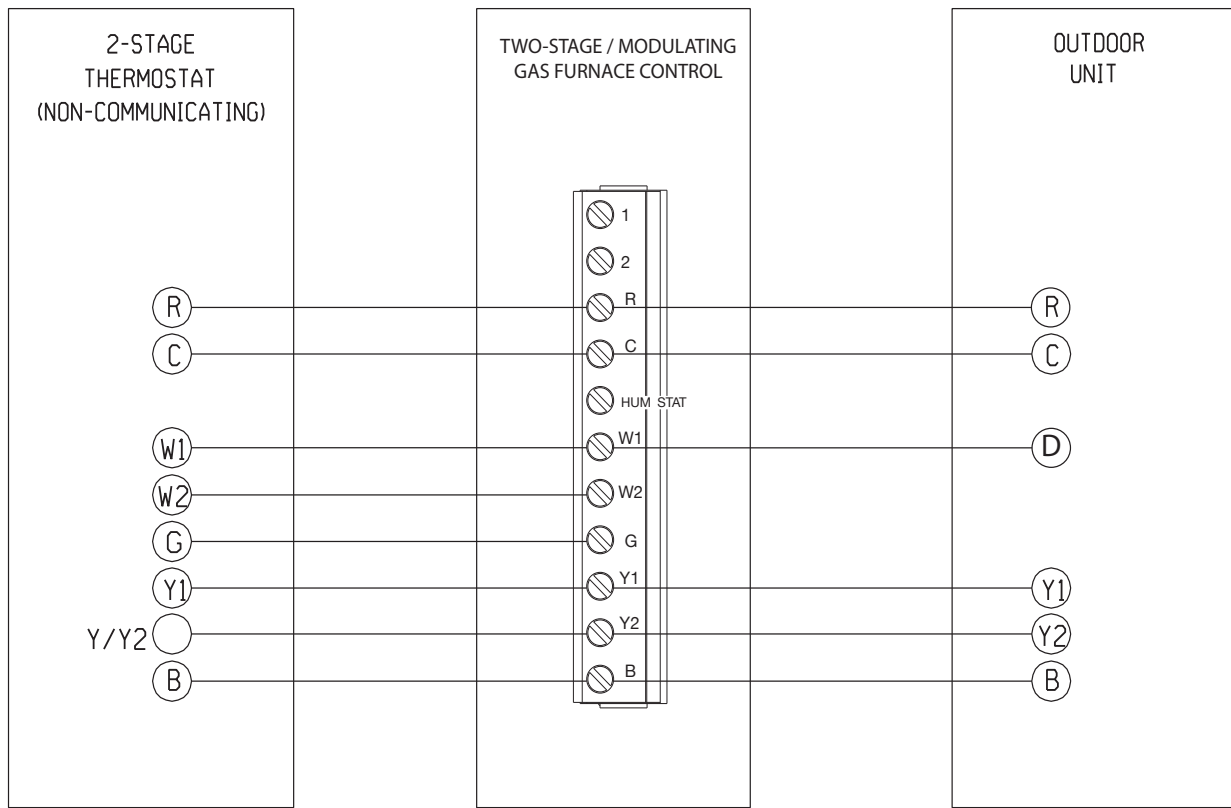 2-STAGE
THERMOSTAT
(NON-COMMUNICATING)
R
C
W1
W2
G
Y1
Y/Y2
B
TWO-STAGE / MODULATING
GAS FURNACE CONTROL
1
2
R
C
HUM STAT
W1
W2
G
Y1
Y2
B
OUTDOOR
UNIT
R
C
D
Y1
Y2
B